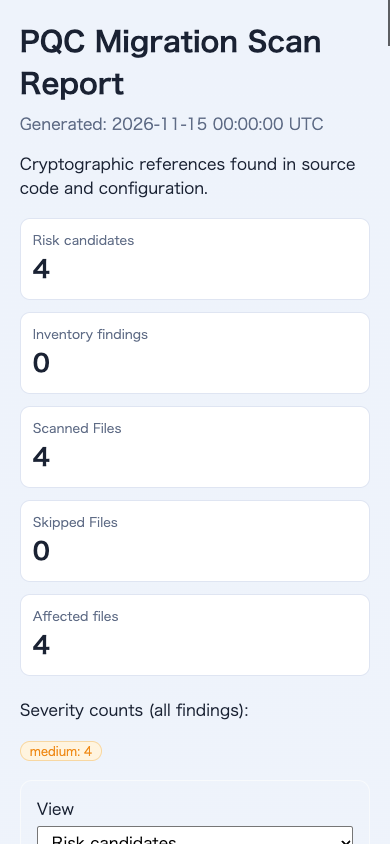 PQC Migration Scan
Report
Generated: 2026-11-15 00:00:00 UTC
Cryptographic references found in source
code and configuration.
Risk candidates
4
Inventory findings
0
Scanned Files
4
Skipped Files
0
Affected files
4
Severity counts (all findings):
medium: 4
View
Risk candidates